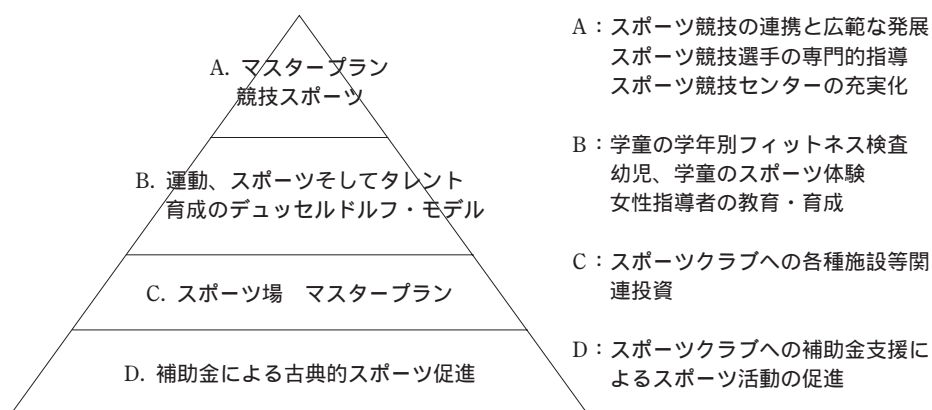 A. マスタープラン
競技スポーツ
B. 運動、スポーツそしてタレント
育成のデュッセルドルフ・モデル
C. スポーツ場　マスタープラン
D. 補助金による古典的スポーツ促進
A：スポーツ競技の連携と広範な発展
スポーツ競技選手の専門的指導
スポーツ競技センターの充実化
B：学童の学年別フィットネス検査
幼児、学童のスポーツ体験
女性指導者の教育・育成
C：スポーツクラブへの各種施設等関
連投資
D：スポーツクラブへの補助金支援に
よるスポーツ活動の促進